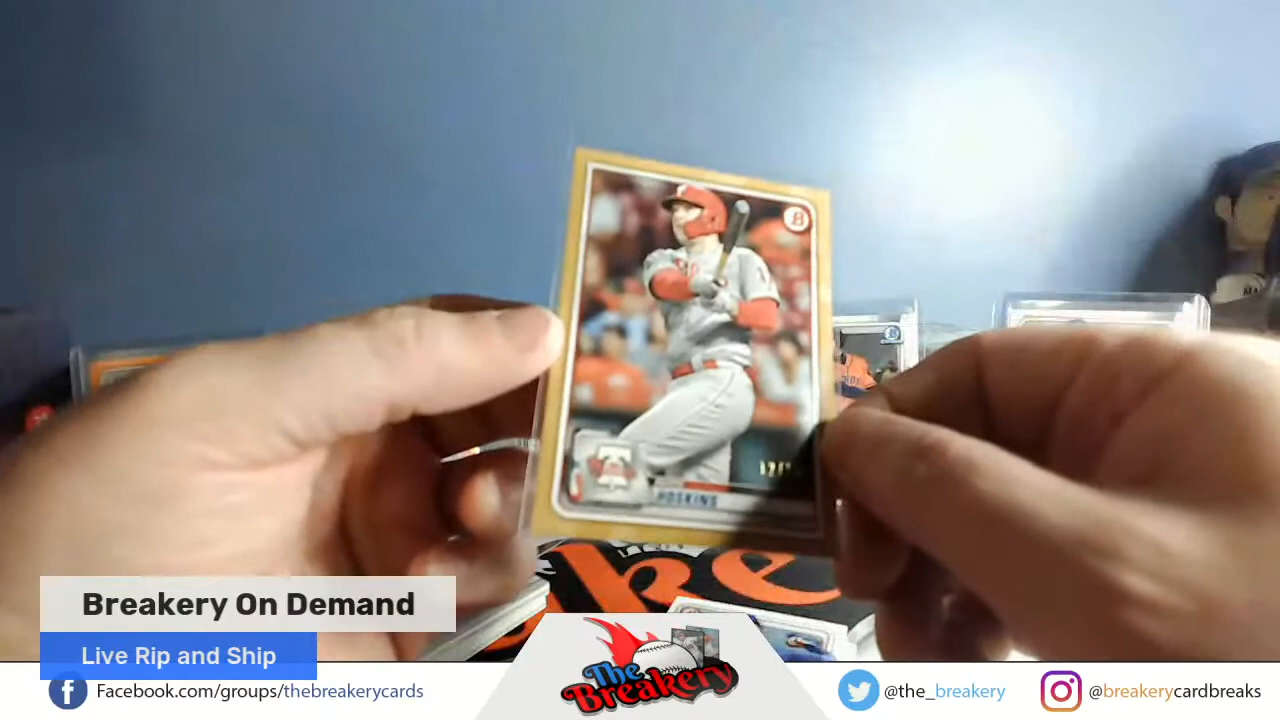 B
HOSKINS
Breakery On Demand
Live Rip and Ship
Facebook.com/groups/thebreakerycards
The
Breakery
@the_breakery
@breakerycardbreaks